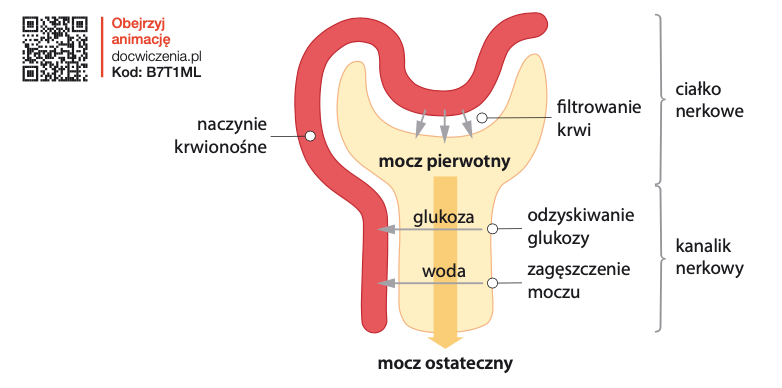 Obejrzyj
animację
docwiczenia.pl
Kod: B7T1ML
naczynie
krwionośne
filtrowanie
krwi
ciałko
nerkowe
mocz pierwotny
glukoza
odzyskiwanie
glukozy
woda
zagęszczenie
moczu
kanalik
nerkowy
mocz ostateczny